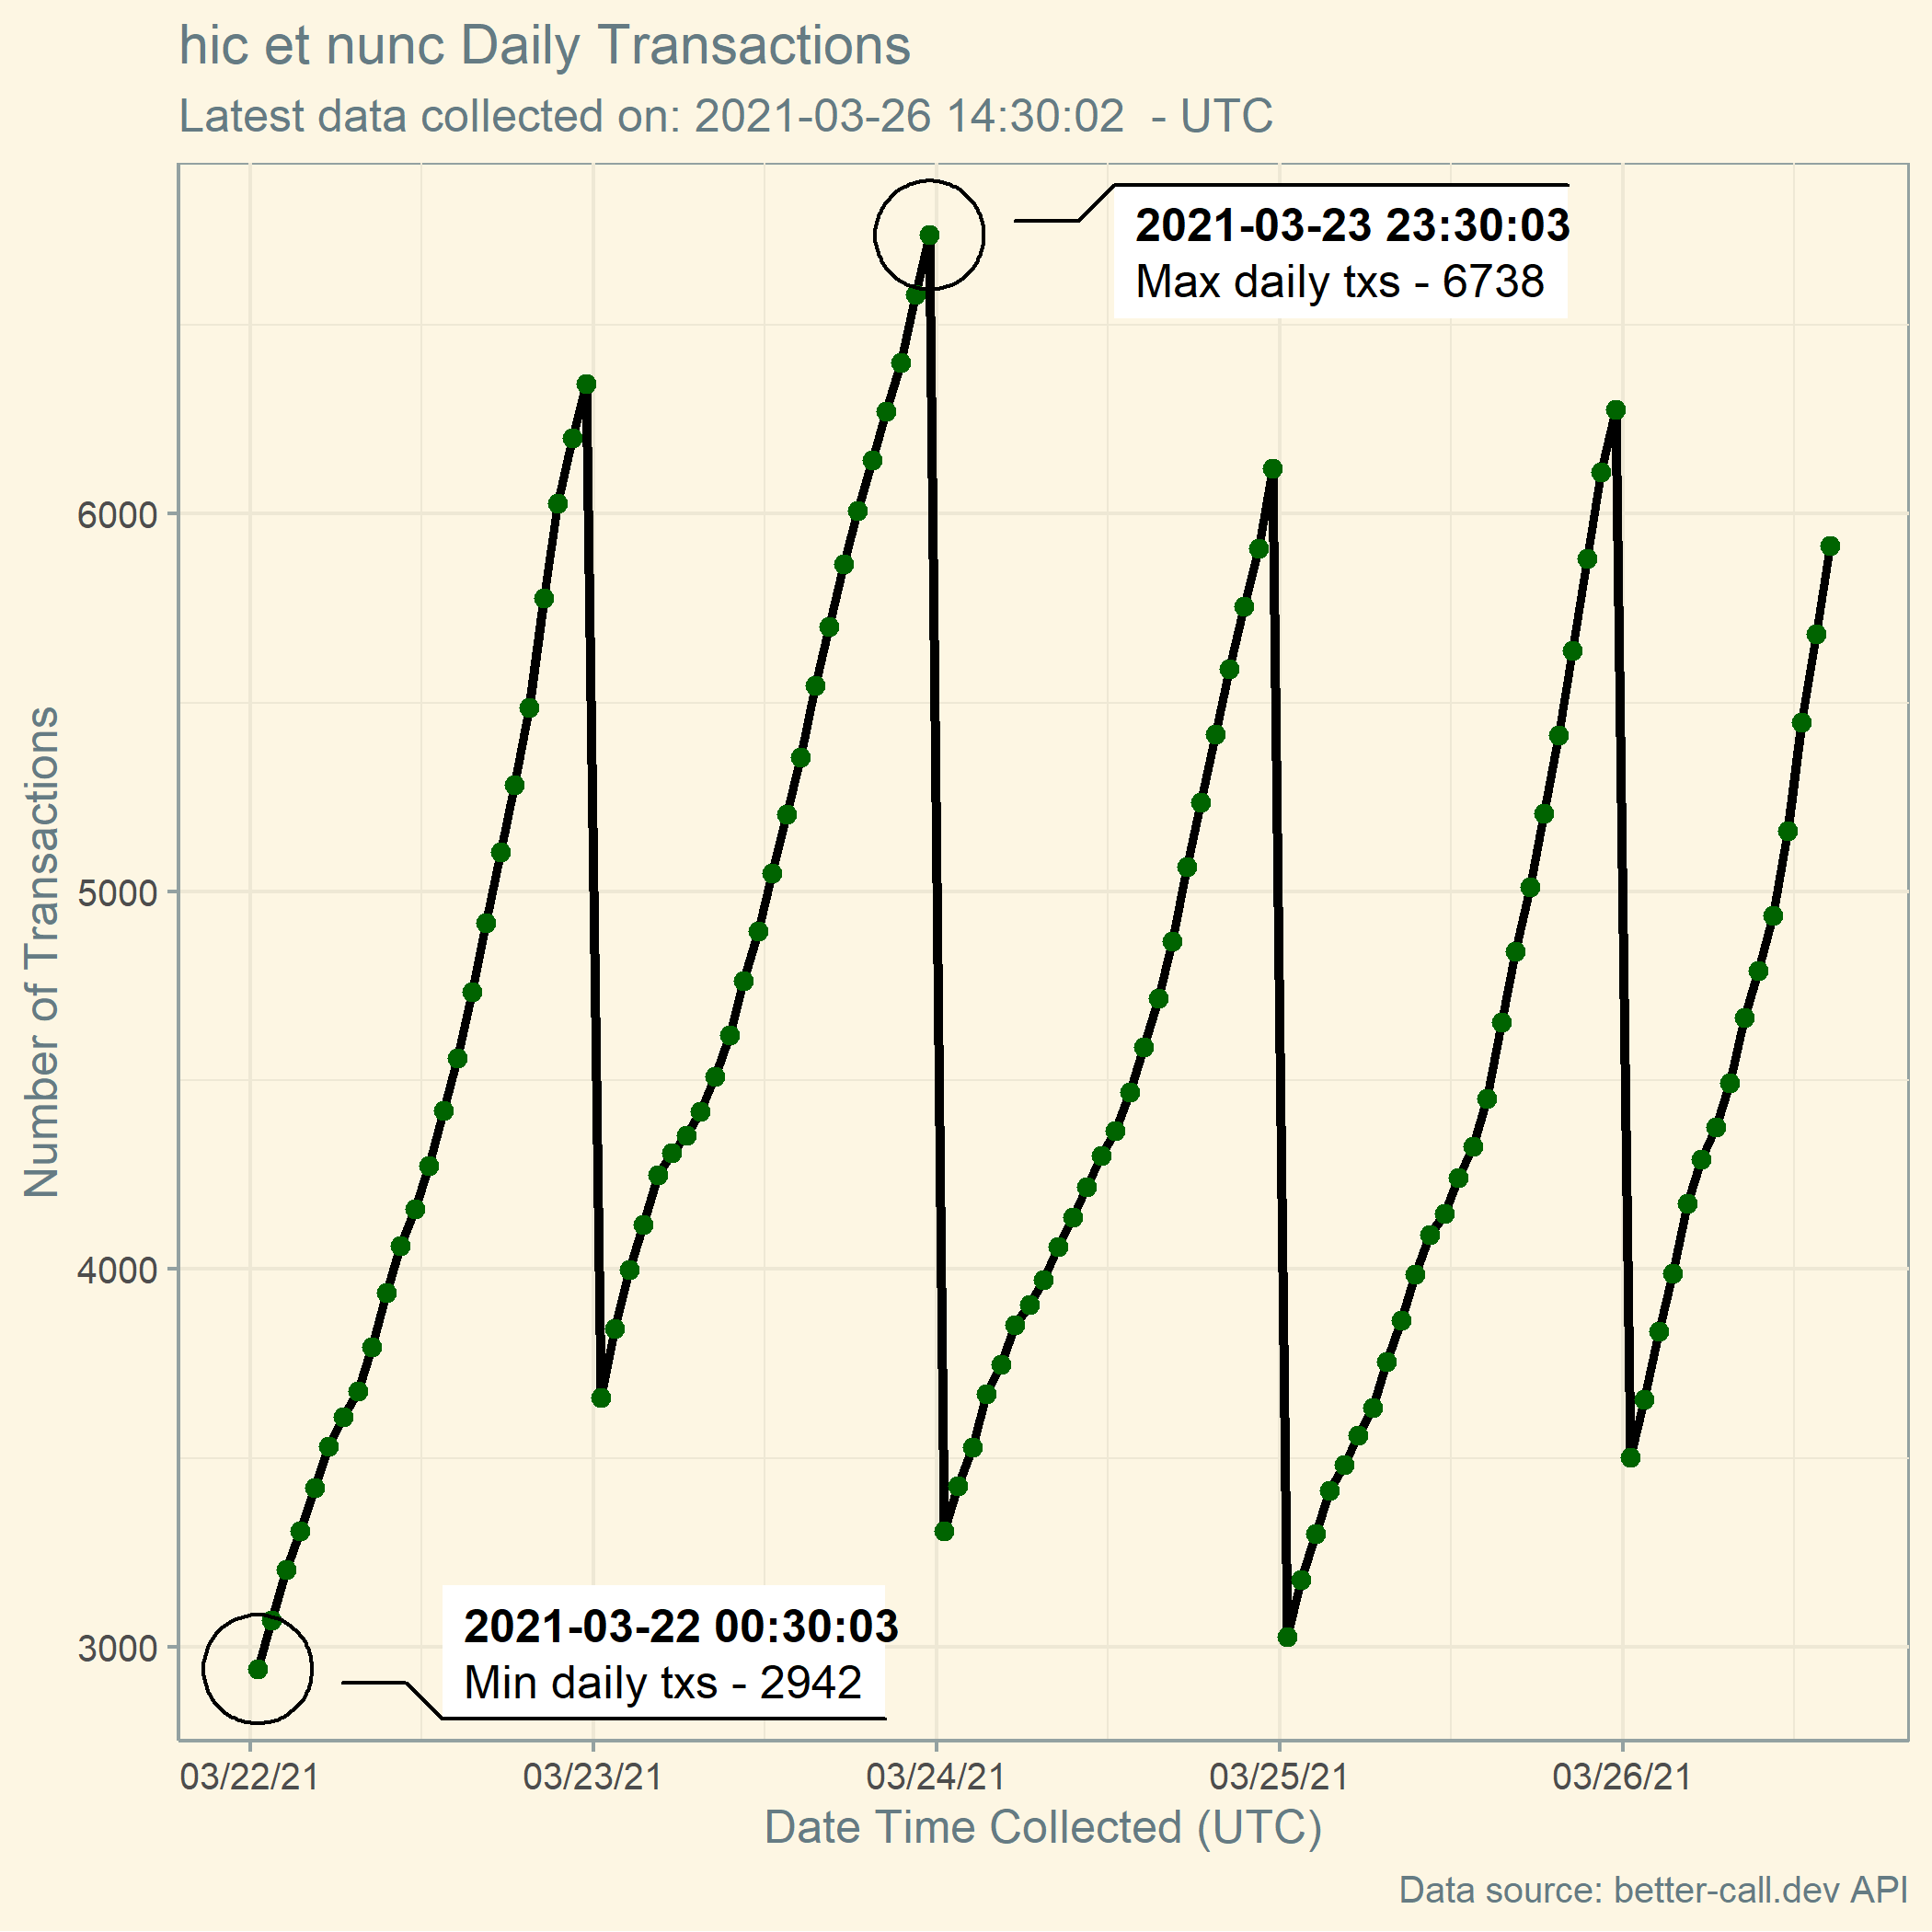 hic et nunc Daily Transactions
Latest data collected on: 2021-03-26 14:30:02  - UTC
2021-03-23 23:30:03
Max daily txs - 6738
6000
5000
4000
3000
Number of Transactions
2021-03-22 00:30:03
Min daily txs - 2942
03/22/21 03/23/21 03/24/21 03/25/21 03/26/21
Date Time Collected (UTC)
Data source: better-call.dev API